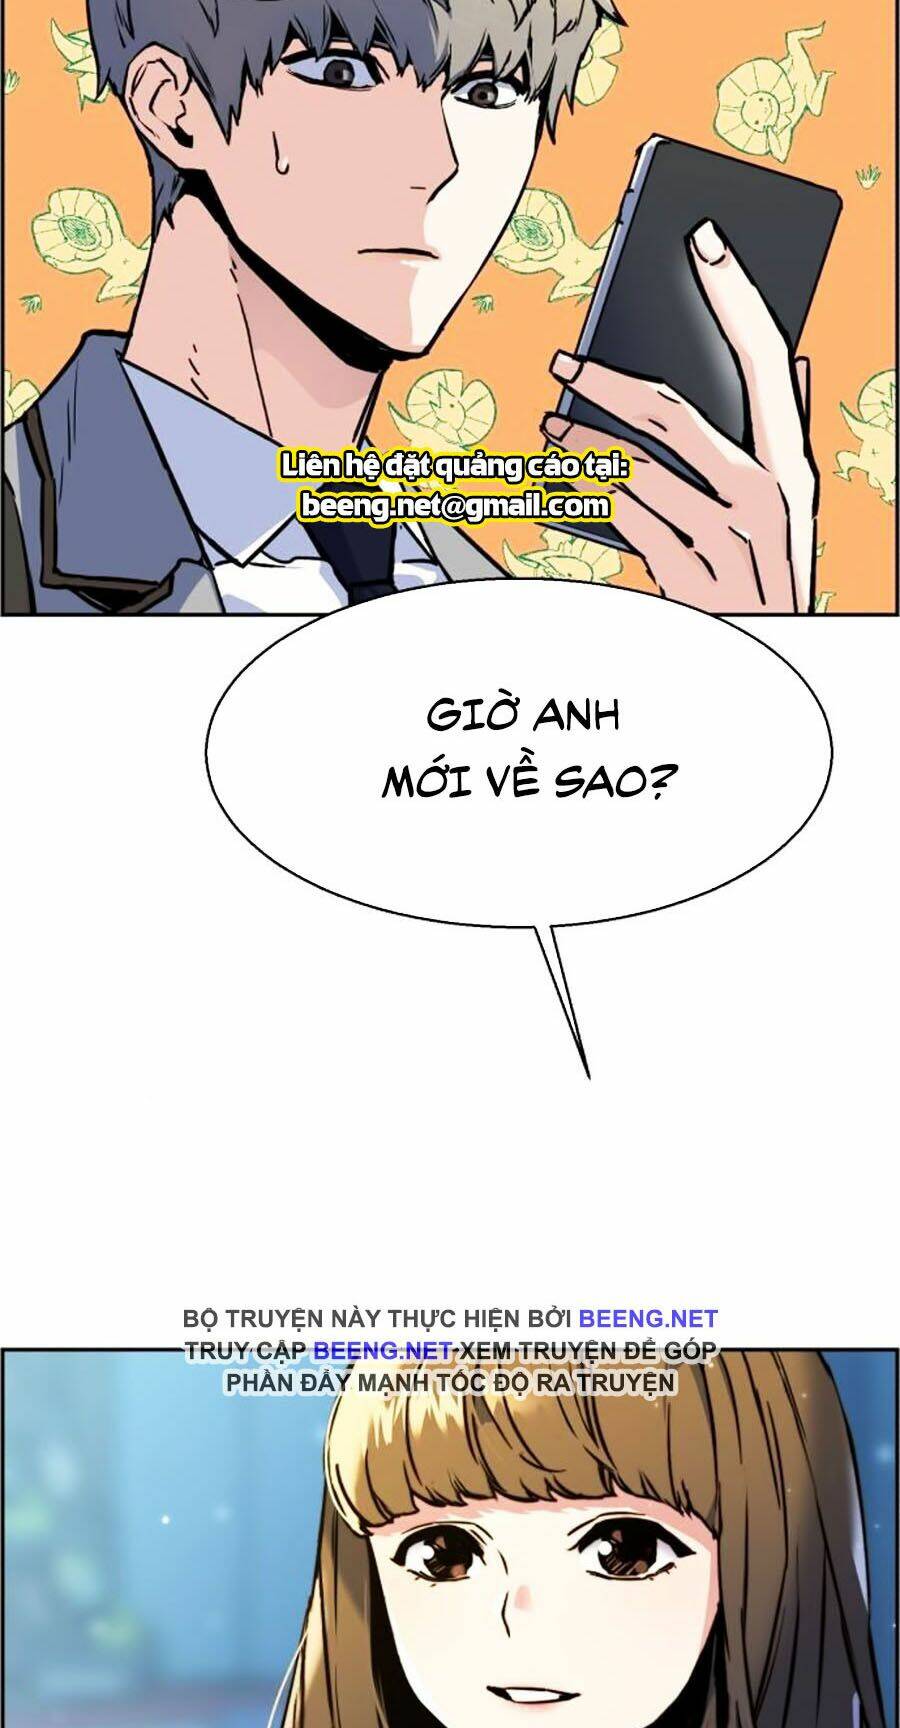 Liên hệ đặt quảng cáo tại:
beeng.net@gmail.com
GIỜ ANH
MỚI VỀ SAO?
BỘ TRUYỆN NÀY THỰC HIỆN BỞI BEENG.NET
TRUY CẬP BEENG.NET XEM TRUYỆN ĐỂ GÓP
PHẦN ĐẨY MẠNH TỐC ĐỘ RA TRUYỆN